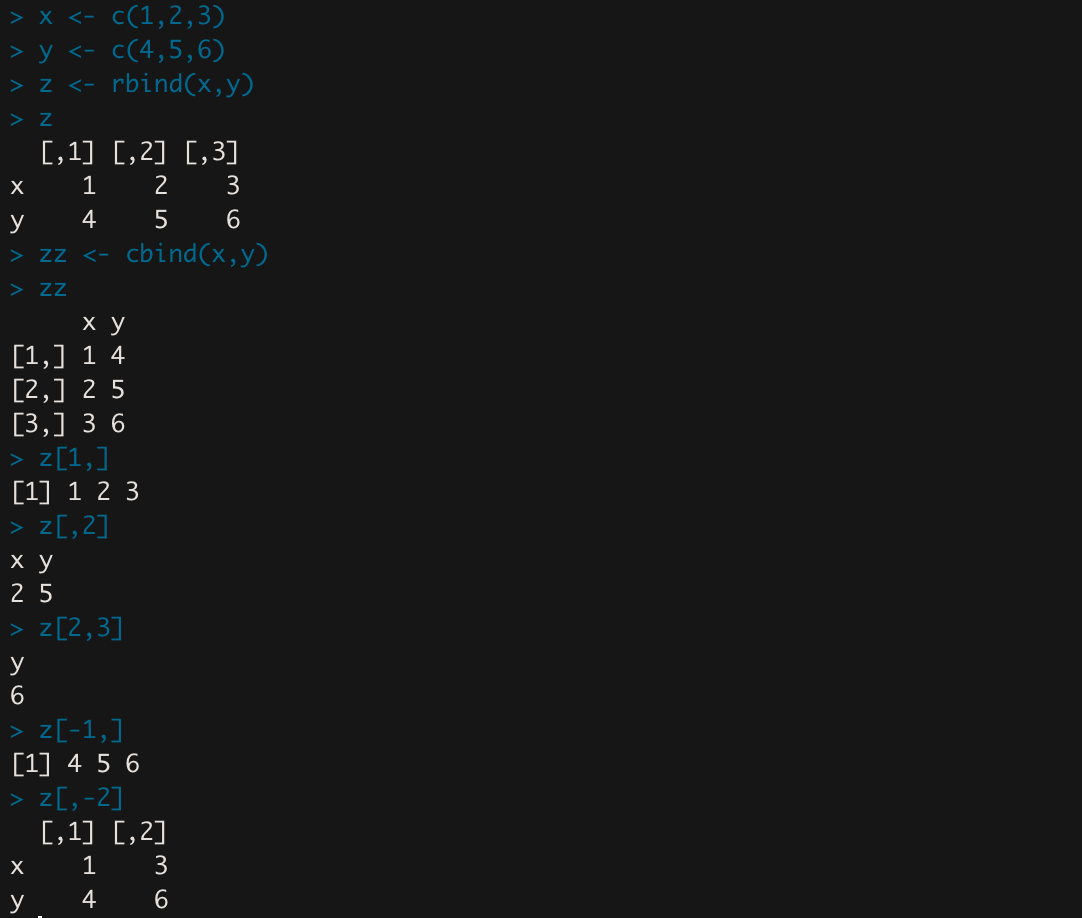 > x <- c(1,2,3)
> y <- c(4,5,6)
> z <- rbind(x,y)
> z
  [,1] [,2] [,3]
x    1    2    3
y    4    5    6
> zz <- cbind(x,y)
> zz
     x y
[1,] 1 4
[2,] 2 5
[3,] 3 6
> z[1,]
[1] 1 2 3
> z[,2]
x y
2 5
> z[2,3]
y
6
> z[-1,]
[1] 4 5 6
> z[,-2]
  [,1] [,2]
x    1    3
y    4    6